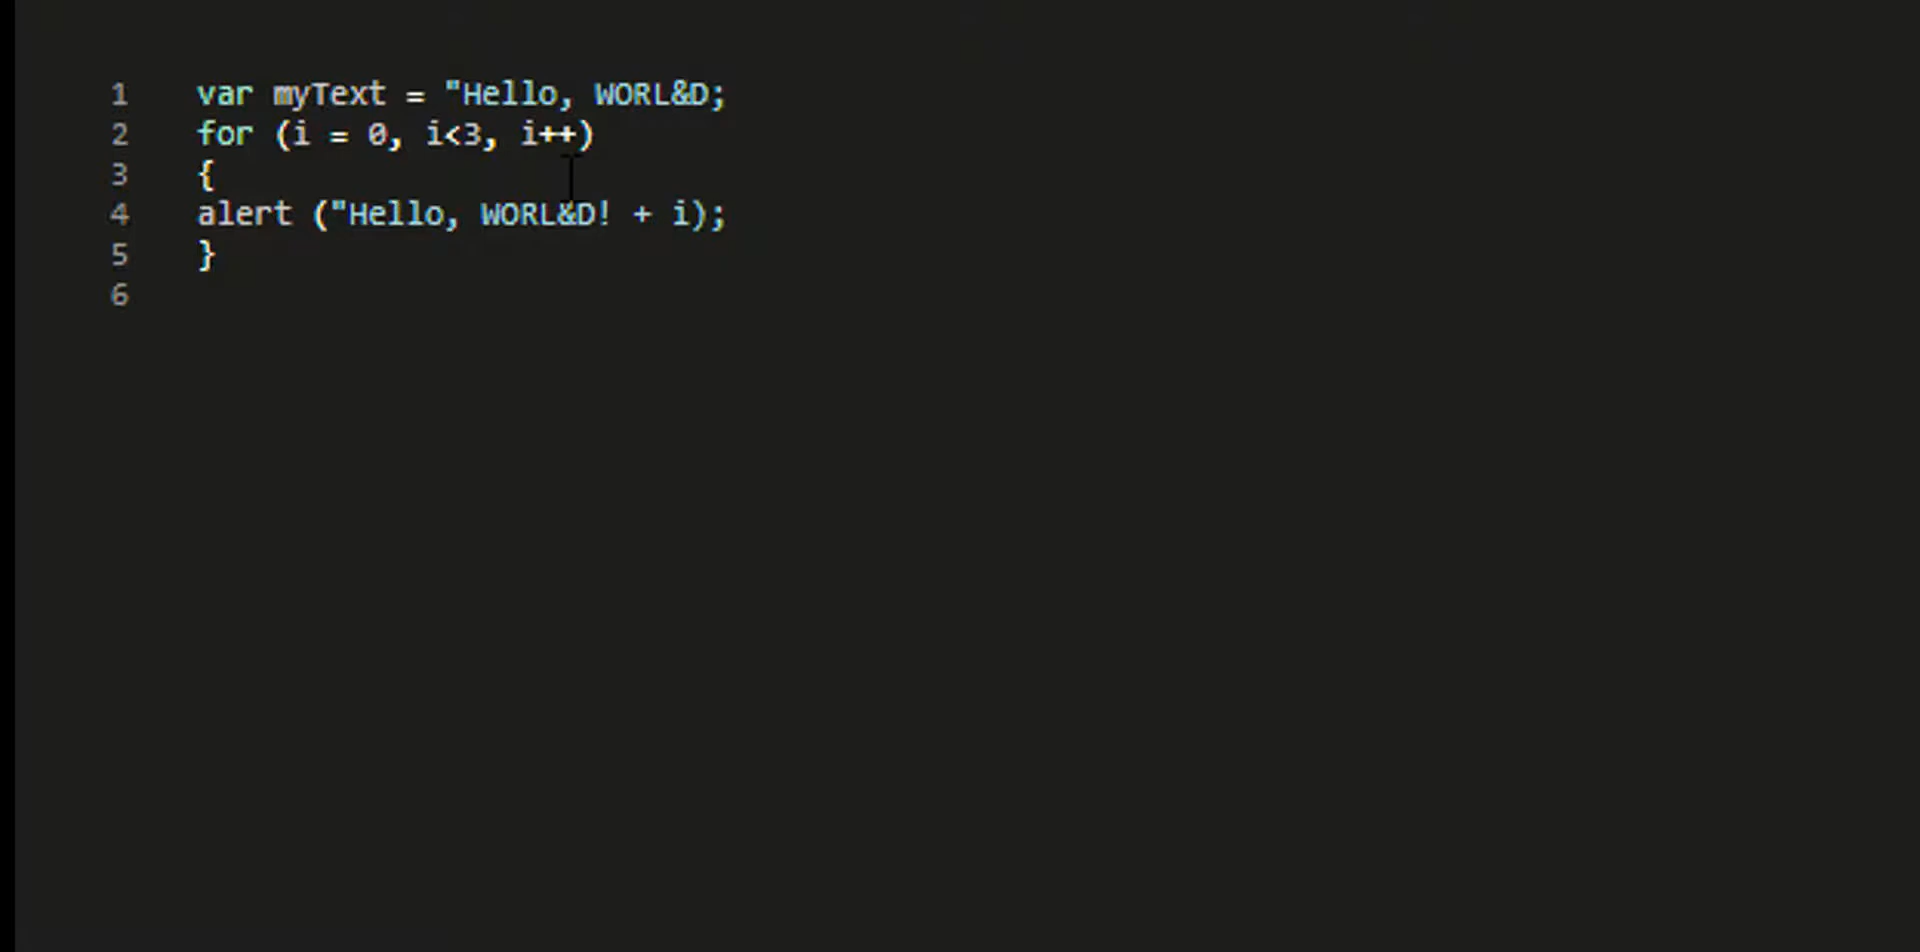 1 var myText = "Hello, WORL&D;
2 for (i = 0, i<3, i++)
3 {
4 alert ("Hello, WORL&D! + i);
5 }
6